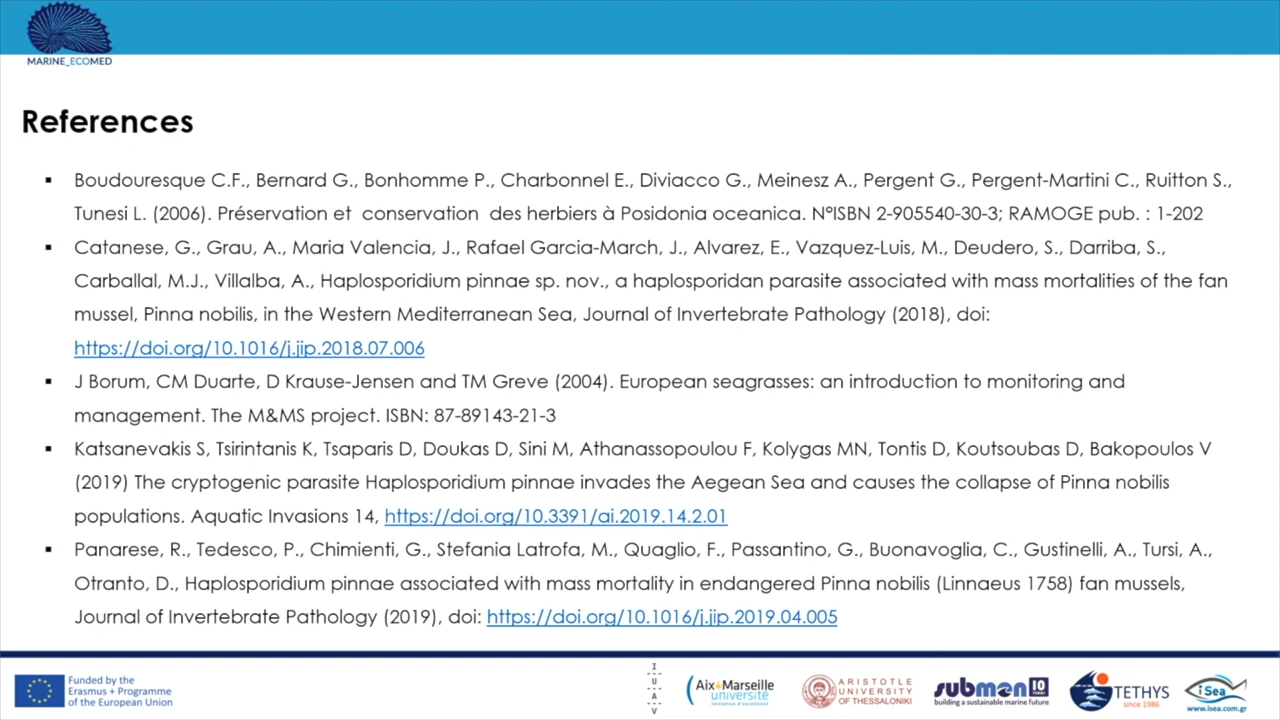 MARINE_ECOMED
References
▪ Boudouresque C.F., Bernard G., Bonhomme P., Charbonnel E., Diviacco G., Meinesz A., Pergent G., Pergent-Martini C., Ruitton S.,
Tunesi L. (2006). Préservation et conservation des herbiers à Posidonia oceanica. N°ISBN 2-905540-30-3; RAMOGE pub. : 1-202
▪ Catanese, G., Grau, A., Maria Valencia, J., Rafael Garcia-March, J., Alvarez, E., Vazquez-Luis, M., Deudero, S., Darriba, S.,
Carballal, M.J., Villalba, A., Haplosporidium pinnae sp. nov., a haplosporidan parasite associated with mass mortalities of the fan
mussel, Pinna nobilis, in the Western Mediterranean Sea, Journal of Invertebrate Pathology (2018), doi:
https://doi.org/10.1016/j.jip.2018.07.006
▪ J Borum, CM Duarte, D Krause-Jensen and TM Greve (2004). European seagrasses: an introduction to monitoring and
management. The M&MS project. ISBN: 87-89143-21-3
▪ Katsanevakis S, Tsirintanis K, Tsaparis D, Doukas D, Sini M, Athanassopoulou F, Kolygas MN, Tontis D, Koutsoubas D, Bakopoulos V
(2019) The cryptogenic parasite Haplosporidium pinnae invades the Aegean Sea and causes the collapse of Pinna nobilis
populations. Aquatic Invasions 14, https://doi.org/10.3391/ai.2019.14.2.01
▪ Panarese, R., Tedesco, P., Chimienti, G., Stefania Latrofa, M., Quaglio, F., Passantino, G., Buonavoglia, C., Gustinelli, A., Tursi, A.,
Otranto, D., Haplosporidium pinnae associated with mass mortality in endangered Pinna nobilis (Linnaeus 1758) fan mussels,
Journal of Invertebrate Pathology (2019), doi: https://doi.org/10.1016/j.jip.2019.04.005
Funded by the
Erasmus + Programme
of the European Union
I
U
A
V
Aix+Marseille
université
Initiative d'excellence
ARISTOTLE
UNIVERSITY
OF THESSALONIKI
submon 10
building a sustainable marine future
TETHYS
since 1986
iSea
www.isea.com.gr